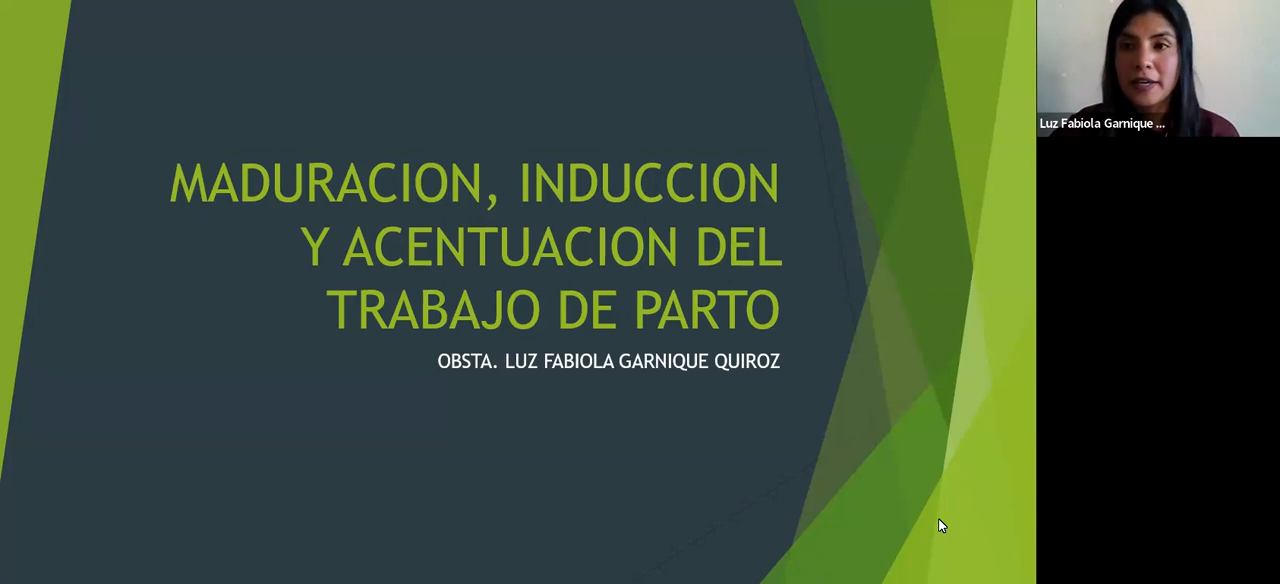 MADURACION, INDUCCION
Y ACENTUACION DEL
TRABAJO DE PARTO
OBSTA. LUZ FABIOLA GARNIQUE QUIROZ
Luz Fabiola Garnique ...